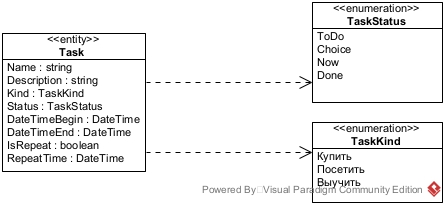 <<entity>>
Task
Name : string
Description : string
Kind : TaskKind
Status : TaskStatus
DateTimeBegin : DateTime
DateTimeEnd : DateTime
IsRepeat : boolean
RepeatTime : DateTime
<<enumeration>>
TaskStatus
ToDo
Choice
Now
Done
<<enumeration>>
TaskKind
Купить
Посетить
Выучить
Powered By Visual Paradigm Community Edition